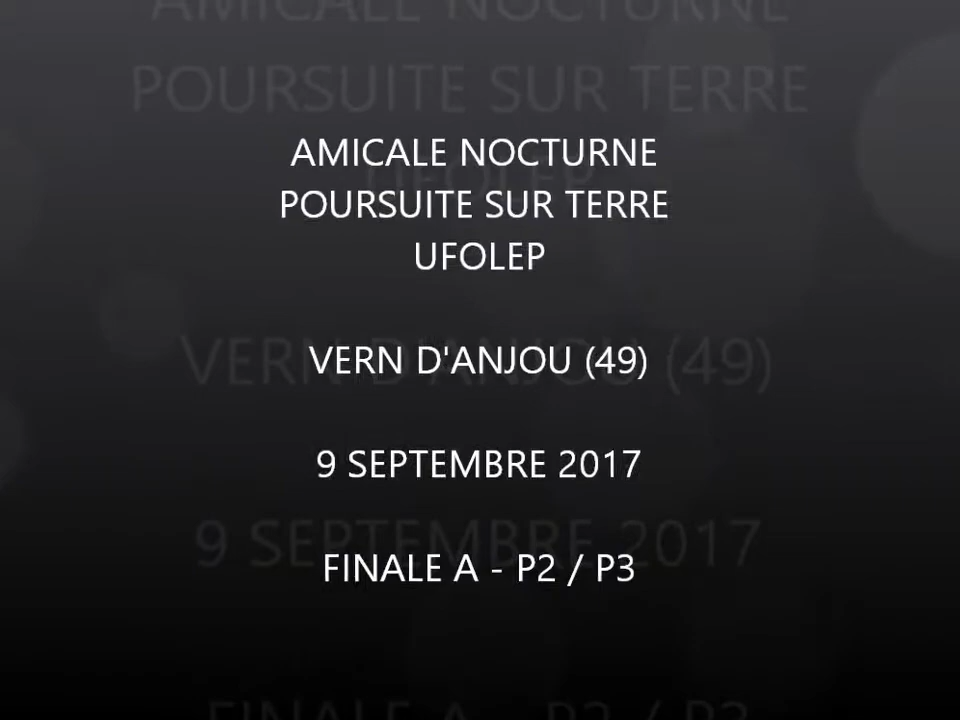 AMICALE NOCTURNE
POURSUITE SUR TERRE
UFOLEP
VERN D'ANJOU (49)
9 SEPTEMBRE 2017
FINALE A - P2 / P3